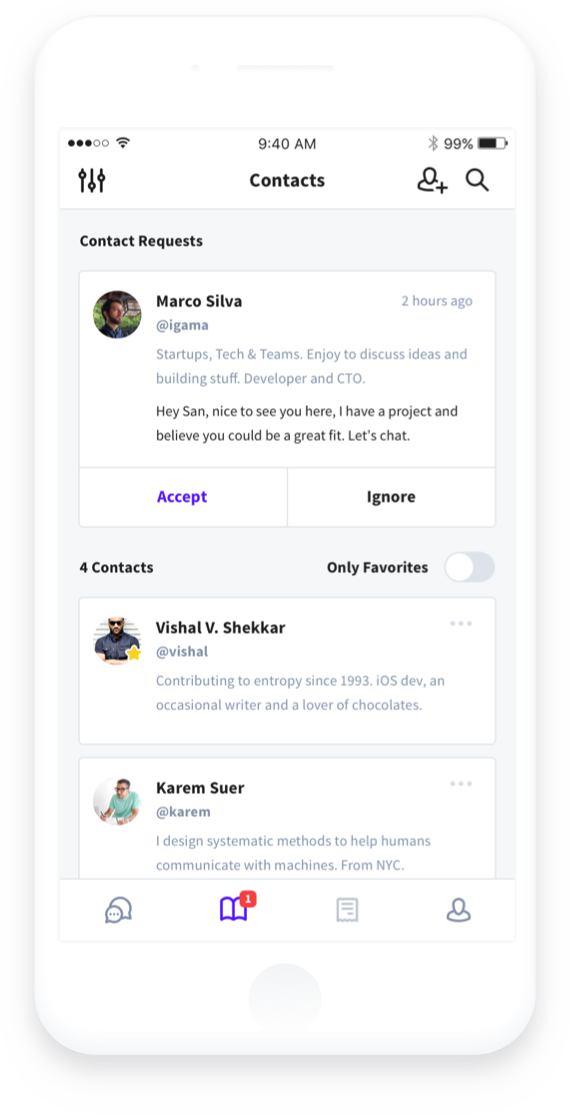 9:40 AM
99%
Contacts
Contact Requests
Marco Silva
2 hours ago
@igama
Startups, Tech & Teams. Enjoy to discuss ideas and
building stuff. Developer and CTO.
Hey San, nice to see you here, I have a project and
believe you could be a great fit. Let's chat.
Accept
Ignore
4 Contacts
Only Favorites
Vishal V. Shekkar
@vishal
Contributing to entropy since 1993. iOS dev, an
occasional writer and a lover of chocolates.
Karem Suer
@karem
I design systematic methods to help humans
communicate with machines. From NYC.
1